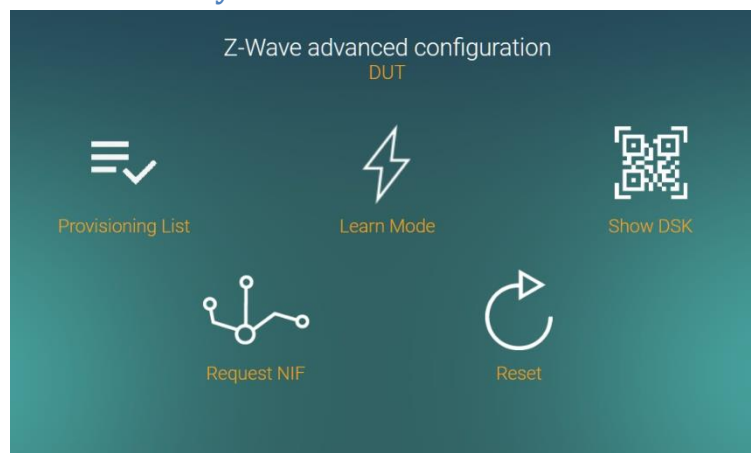 Z-Wave advanced configuration
DUT
Provisioning List
Learn Mode
Show DSK
Request NIF
Reset